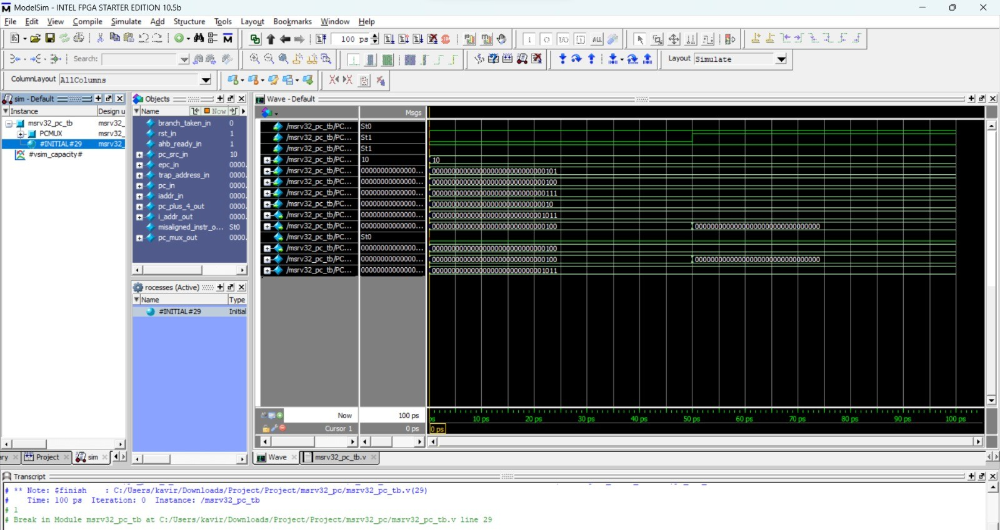 ModelSim - INTEL FPGA STARTER EDITION 10.5b
File Edit View Compile Simulate Add Structure Tools Layout Bookmarks Window Help
100 ps
Search:
Layout Simulate
ColumnLayout AllColumns
sim - Default
Instance Design u
msrv32_pc_tb msrv32_
PCMUX msrv32_
#INITIAL#29 msrv32_
#vsim_capacity#
Objects
Name Now
branch_taken_in 0
rst_in 1
ahb_ready_in 1
pc_src_in 10
epc_in 0000.
trap_address_in 0000.
pc_in 0000.
iaddr_in 0000.
pc_plus_4_out 0000.
i_addr_out 0000.
misaligned_instr_o... St0
pc_mux_out 0000.
rocesses (Active)
Name Type
#INITIAL#29 Initial
Wave - Default
Msgs
/msrv32_pc_tb/PC... St0
/msrv32_pc_tb/PC... St1
/msrv32_pc_tb/PC... St1
/msrv32_pc_tb/PC... 10 10
/msrv32_pc_tb/PC... 00000000000000... 00000000000000000000000000000101
/msrv32_pc_tb/PC... 00000000000000... 00000000000000000000000000000100
/msrv32_pc_tb/PC... 00000000000000... 00000000000000000000000000000111
/msrv32_pc_tb/PC... 00000000000000... 0000000000000000000000000000010
/msrv32_pc_tb/PC... 00000000000000... 00000000000000000000000000001011
/msrv32_pc_tb/PC... 00000000000000... 00000000000000000000000000000100 00000000000000000000000000000000
/msrv32_pc_tb/PC... St0
/msrv32_pc_tb/PC... 00000000000000... 00000000000000000000000000000100
/msrv32_pc_tb/PC... 00000000000000... 00000000000000000000000000000100 00000000000000000000000000000000
/msrv32_pc_tb/PC... 00000000000000... 00000000000000000000000000001011
Now 100 ps
ps 10 ps 20 ps 30 ps 40 ps 50 ps 60 ps 70 ps 80 ps 90 ps 100 ps
Cursor 1 0 ps 0 ps
ry Project sim
Wave msrv32_pc_tb.v
Transcript
# ** Note: $finish : C:/Users/kavir/Downloads/Project/Project/msrv32_pc/msrv32_pc_tb.v(29)
# Time: 100 ps Iteration: 0 Instance: /msrv32_pc_tb
# 1
# Break in Module msrv32_pc_tb at C:/Users/kavir/Downloads/Project/Project/msrv32_pc/msrv32_pc_tb.v line 29